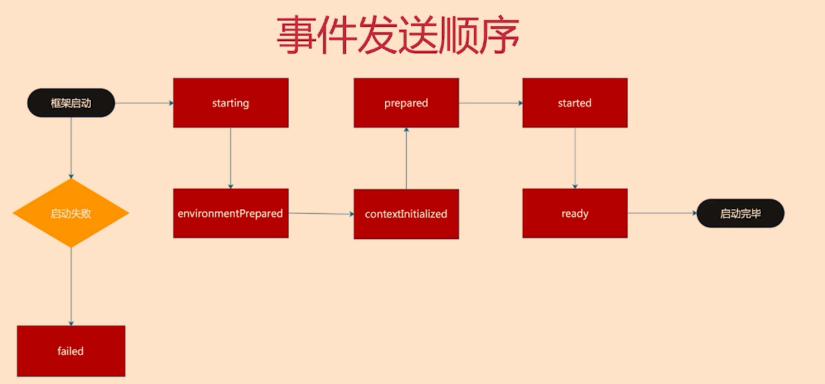 事件发送顺序
框架启动
starting
prepared
started
启动失败
environmentPrepared
contextInitialized
ready
启动完毕
failed